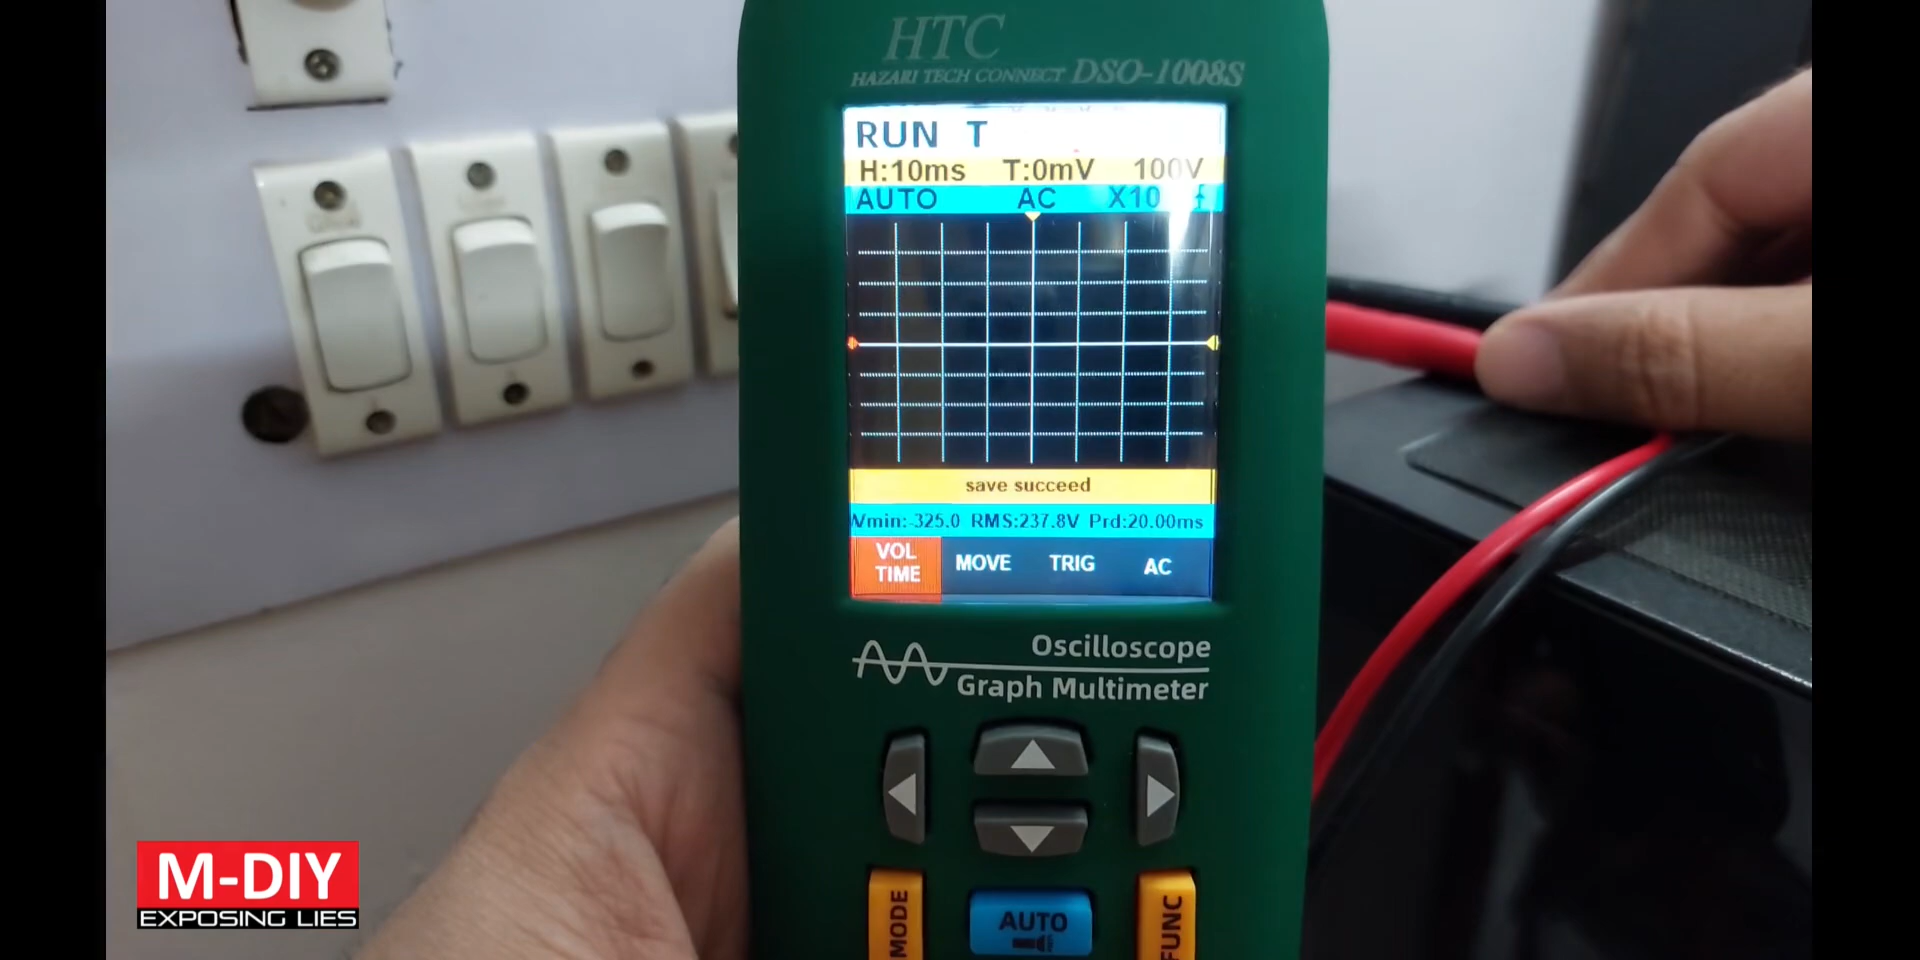 HTC
HAZARI TECH CONNECT DSO-1008S
RUN T
H:10ms T:0mV 100V
AUTO AC X10
save succeed
Vmin:-325.0 RMS:237.8V Prd:20.00ms
VOL TIME MOVE TRIG AC
Oscilloscope
Graph Multimeter
MODE AUTO FUNC
M-DIY
EXPOSING LIES